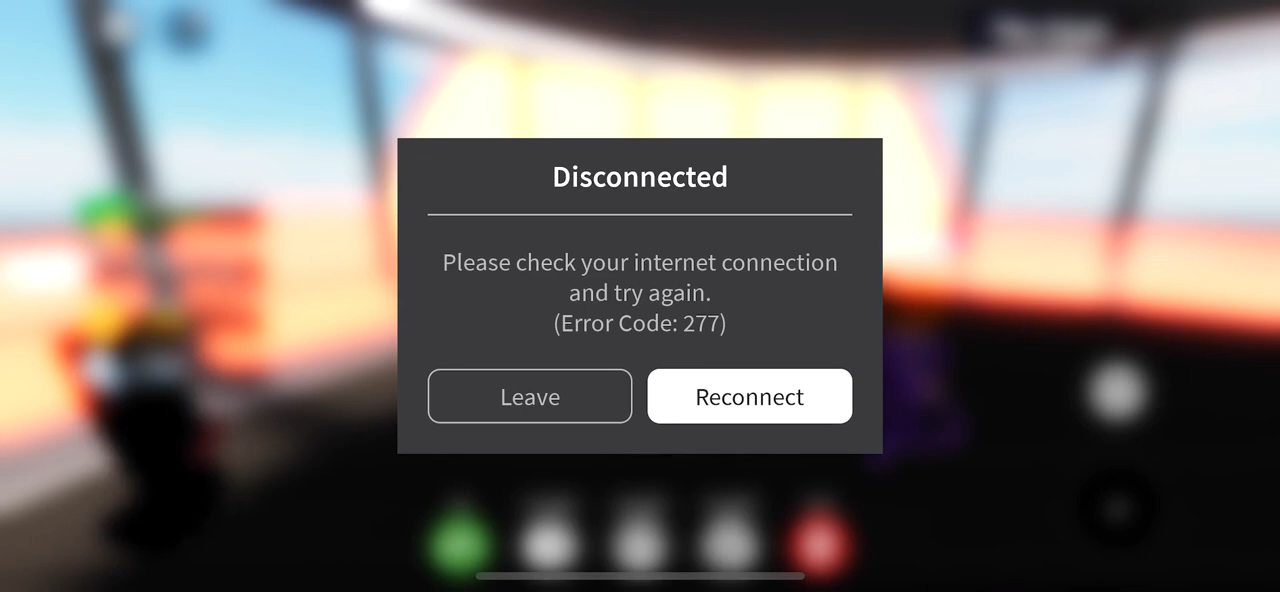 Disconnected
Please check your internet connection
and try again.
(Error Code: 277)
Leave
Reconnect